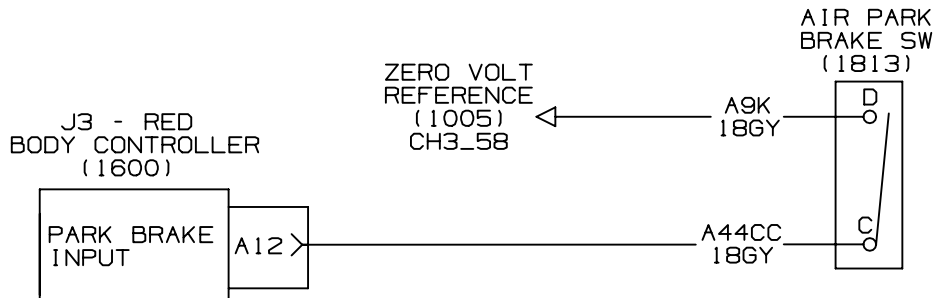 AIR PARK
BRAKE SW
(1813)
ZERO VOLT
REFERENCE
(1005)
CH3_58
D
A9K
18GY
J3 - RED
BODY CONTROLLER
(1600)
PARK BRAKE
INPUT
A12
A44CC
18GY
C